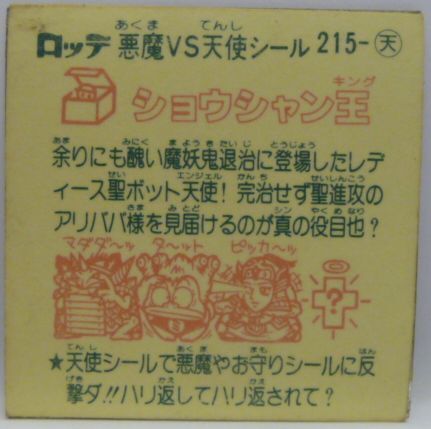 ロッテ 悪魔VS天使シール 215-天
ショウシャン王
余りにも醜い魔妖鬼退治に登場したレデ
ィース聖ボット天使! 完治せず聖進攻の
アリババ様を見届けるのが真の役目也?
マダダ〜ッ タ〜ット ピッカ〜ッ
?
★天使シールで悪魔やお守りシールに反
撃ダ!!ハリ返してハリ返されて?